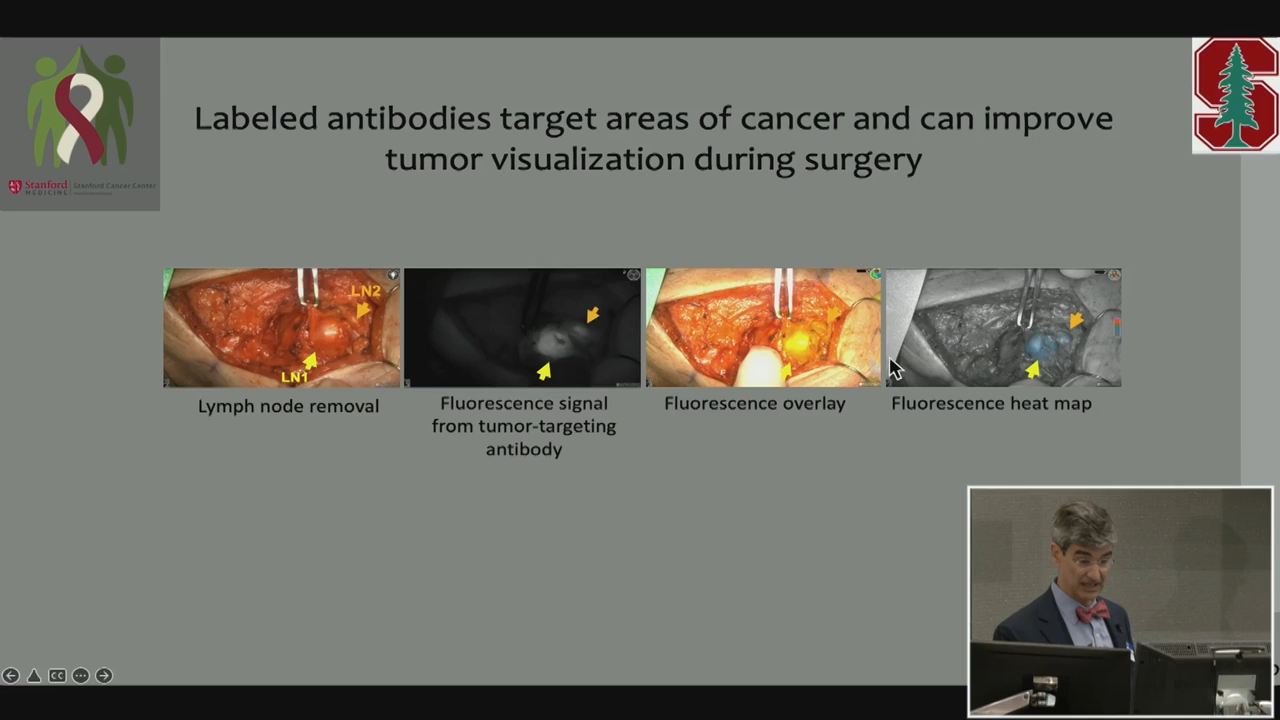 Labeled antibodies target areas of cancer and can improve
tumor visualization during surgery
Stanford
MEDICINE
Stanford Cancer Center
LN2
LN1
Lymph node removal
Fluorescence signal
from tumor-targeting
antibody
Fluorescence overlay
Fluorescence heat map
S
CC